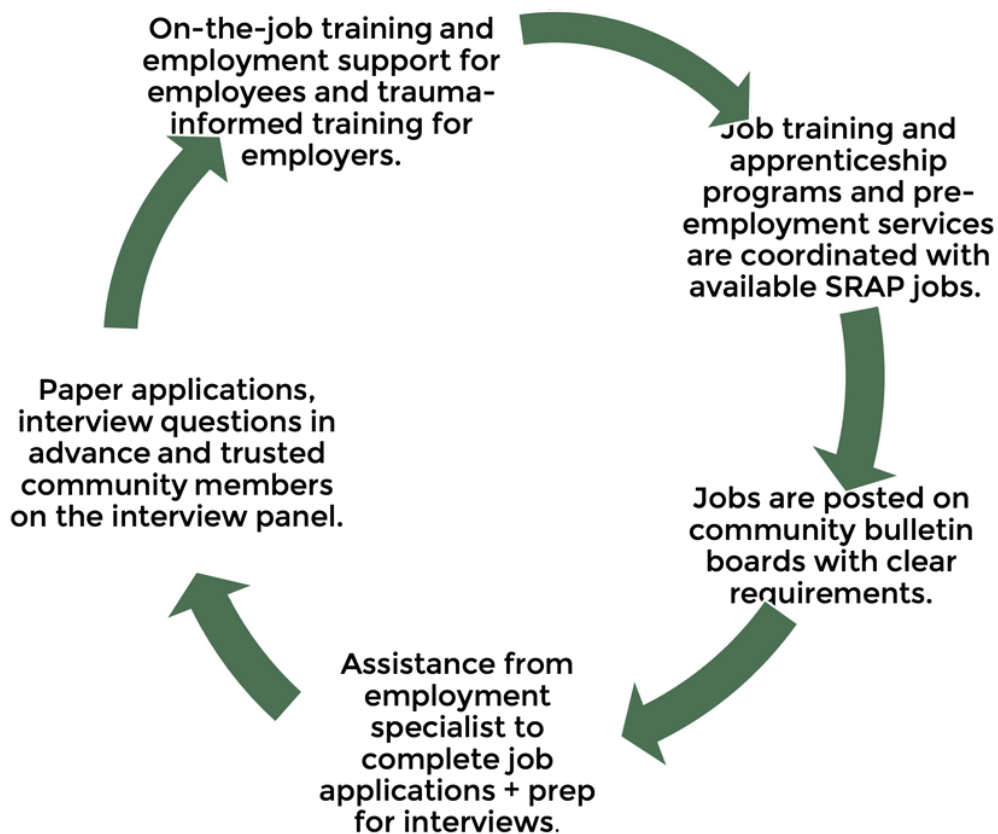 On-the-job training and
employment support for
employees and trauma-
informed training for
employers.
Job training and
apprenticeship
programs and pre-
employment services
are coordinated with
available SRAP jobs.
Jobs are posted on
community bulletin
boards with clear
requirements.
Assistance from
employment
specialist to
complete job
applications + prep
for interviews.
Paper applications,
interview questions in
advance and trusted
community members
on the interview panel.